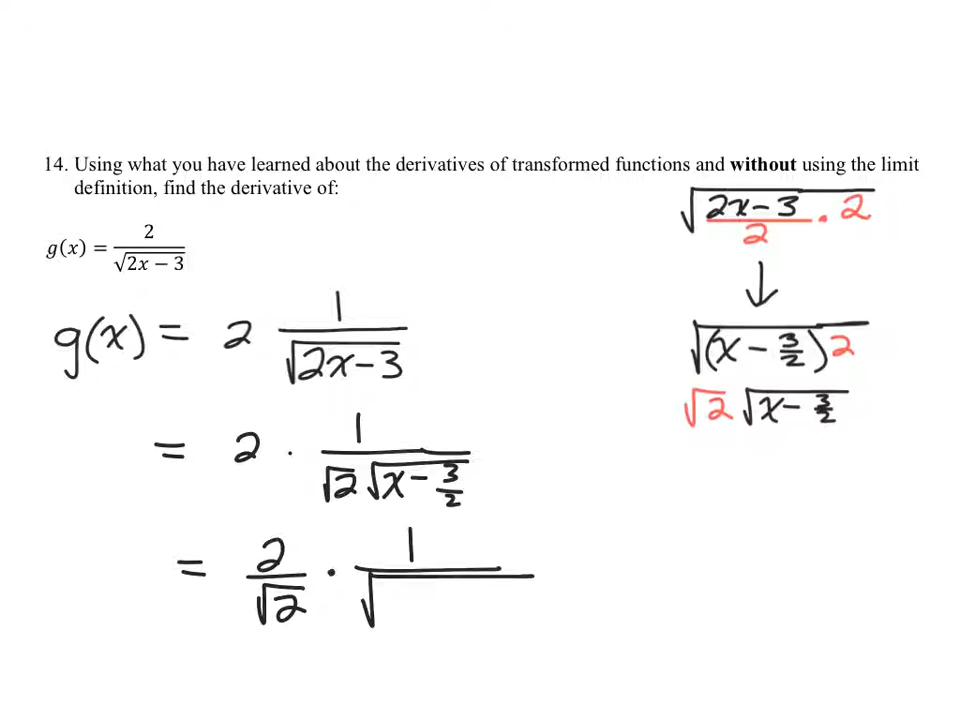 14. Using what you have learned about the derivatives of transformed functions and without using the limit
definition, find the derivative of:
g(x) = 2/√(2x − 3)
g(x) = 2 1/√(2x−3)
= 2 · 1/(√2 √(x − 3/2))
= 2/√2 · 1/√
√((2x−3)/2 · 2)
↓
√((x − 3/2) 2)
√2 √(x − 3/2)